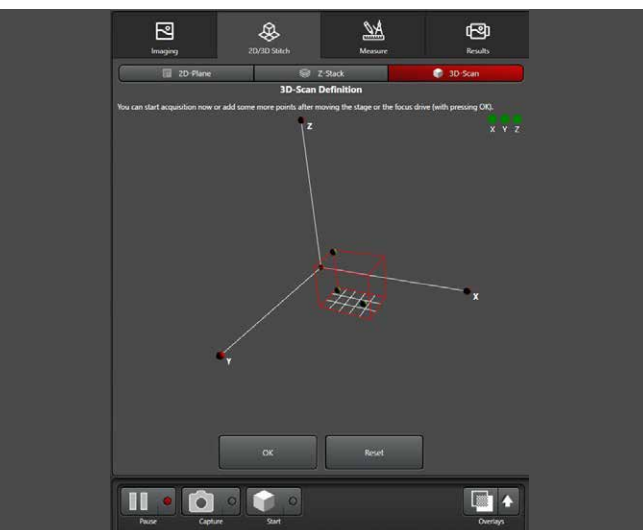 Imaging 2D/3D Stitch Measure Results
2D-Plane Z-Stack 3D-Scan
3D-Scan Definition
You can start acquisition now or add some more points after moving the stage or the focus drive (with pressing OK).
Z
X Y Z
X
Y
OK Reset
Pause Capture Start Overlays